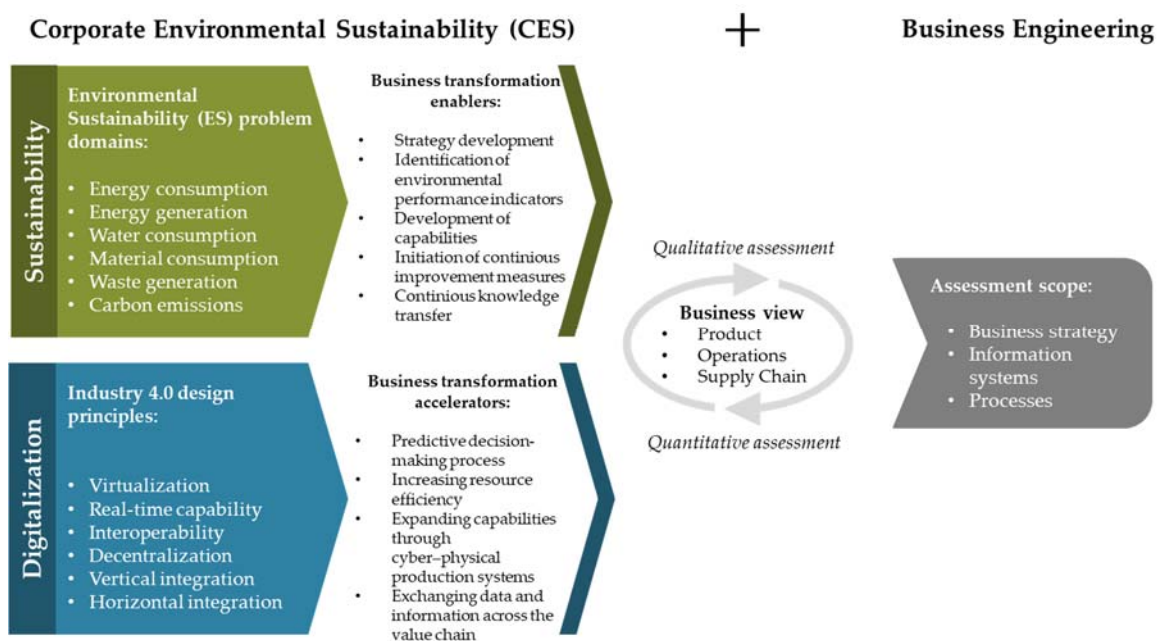 Corporate Environmental Sustainability (CES)
+
Business Engineering
Sustainability
Environmental
Sustainability (ES) problem
domains:
• Energy consumption
• Energy generation
• Water consumption
• Material consumption
• Waste generation
• Carbon emissions
Business transformation
enablers:
• Strategy development
• Identification of
environmental
performance indicators
• Development of
capabilities
• Initiation of continious
improvement measures
• Continious knowledge
transfer
Digitalization
Industry 4.0 design
principles:
• Virtualization
• Real-time capability
• Interoperability
• Decentralization
• Vertical integration
• Horizontal integration
Business transformation
accelerators:
• Predictive decision-
making process
• Increasing resource
efficiency
• Expanding capabilities
through
cyber–physical
production systems
• Exchanging data and
information across the
value chain
Qualitative assessment
Business view
• Product
• Operations
• Supply Chain
Quantitative assessment
Assessment scope:
• Business strategy
• Information
systems
• Processes